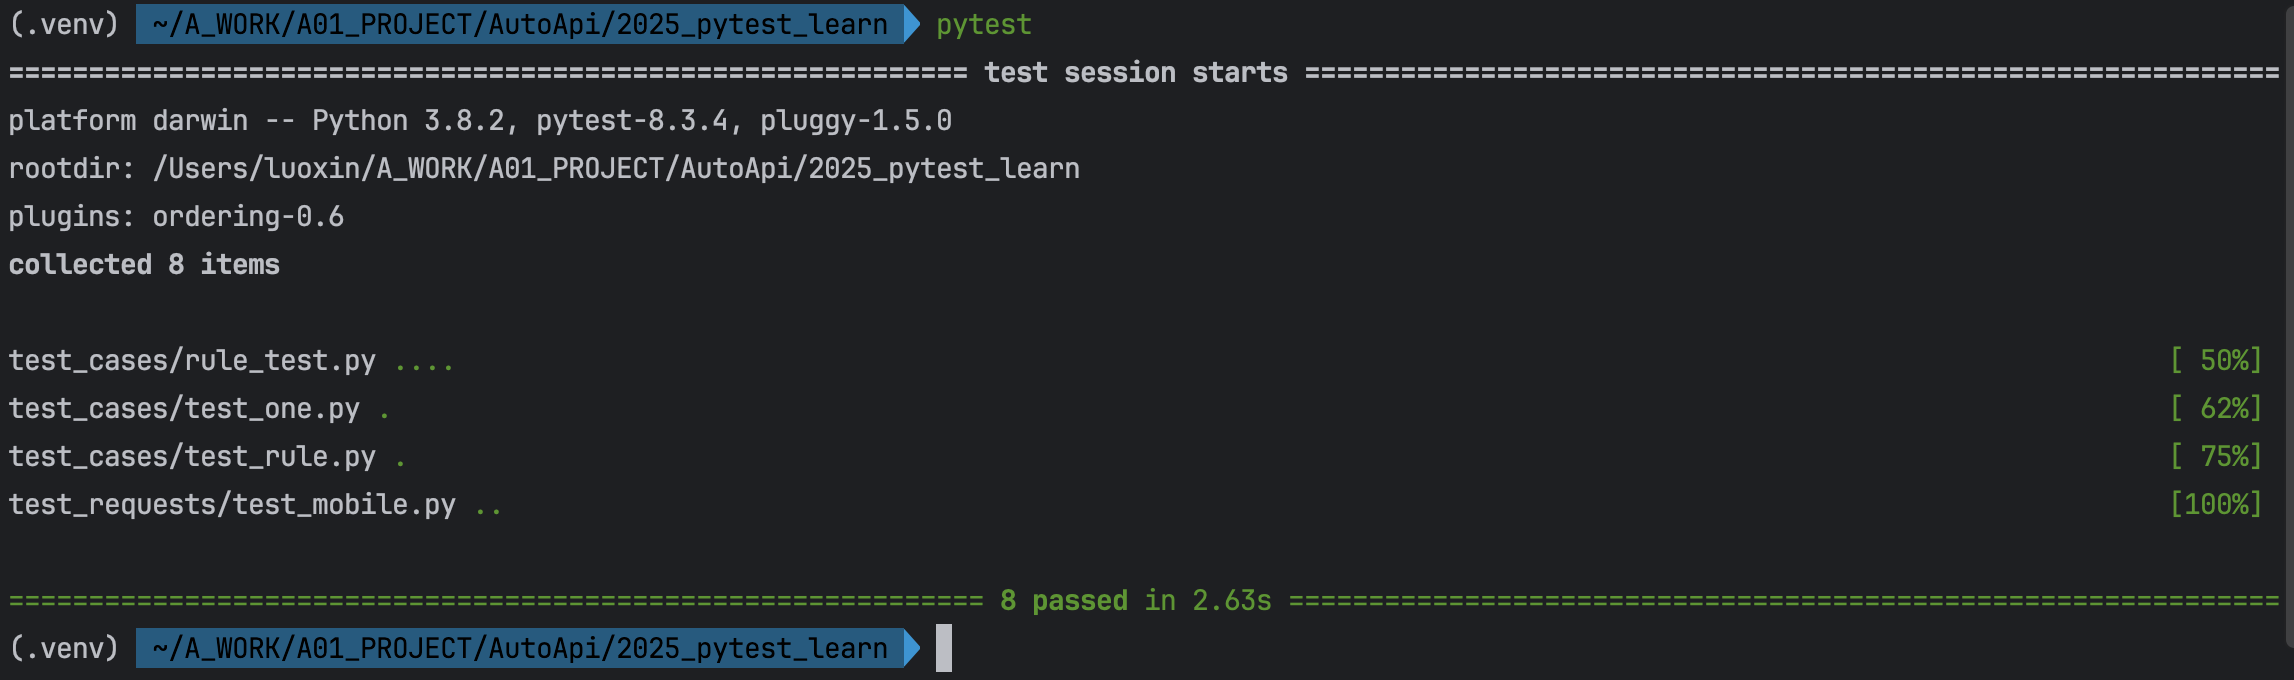 (.venv) ~/A_WORK/A01_PROJECT/AutoApi/2025_pytest_learn pytest
============================================================ test session starts =============================================================
platform darwin -- Python 3.8.2, pytest-8.3.4, pluggy-1.5.0
rootdir: /Users/luoxin/A_WORK/A01_PROJECT/AutoApi/2025_pytest_learn
plugins: ordering-0.6
collected 8 items
test_cases/rule_test.py .... [ 50%]
test_cases/test_one.py . [ 62%]
test_cases/test_rule.py . [ 75%]
test_requests/test_mobile.py .. [100%]
============================================================= 8 passed in 2.63s ==============================================================
(.venv) ~/A_WORK/A01_PROJECT/AutoApi/2025_pytest_learn